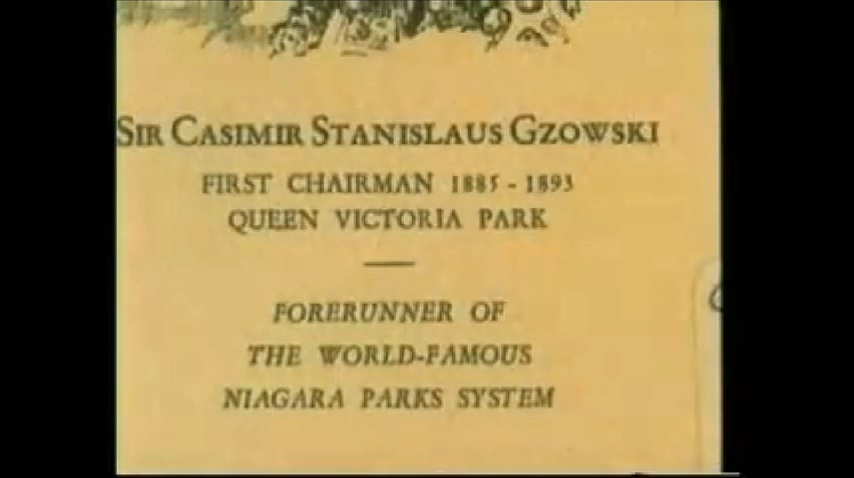 SIR CASIMIR STANISLAUS GZOWSKI
FIRST CHAIRMAN 1885 - 1893
QUEEN VICTORIA PARK
FORERUNNER OF
THE WORLD-FAMOUS
NIAGARA PARKS SYSTEM